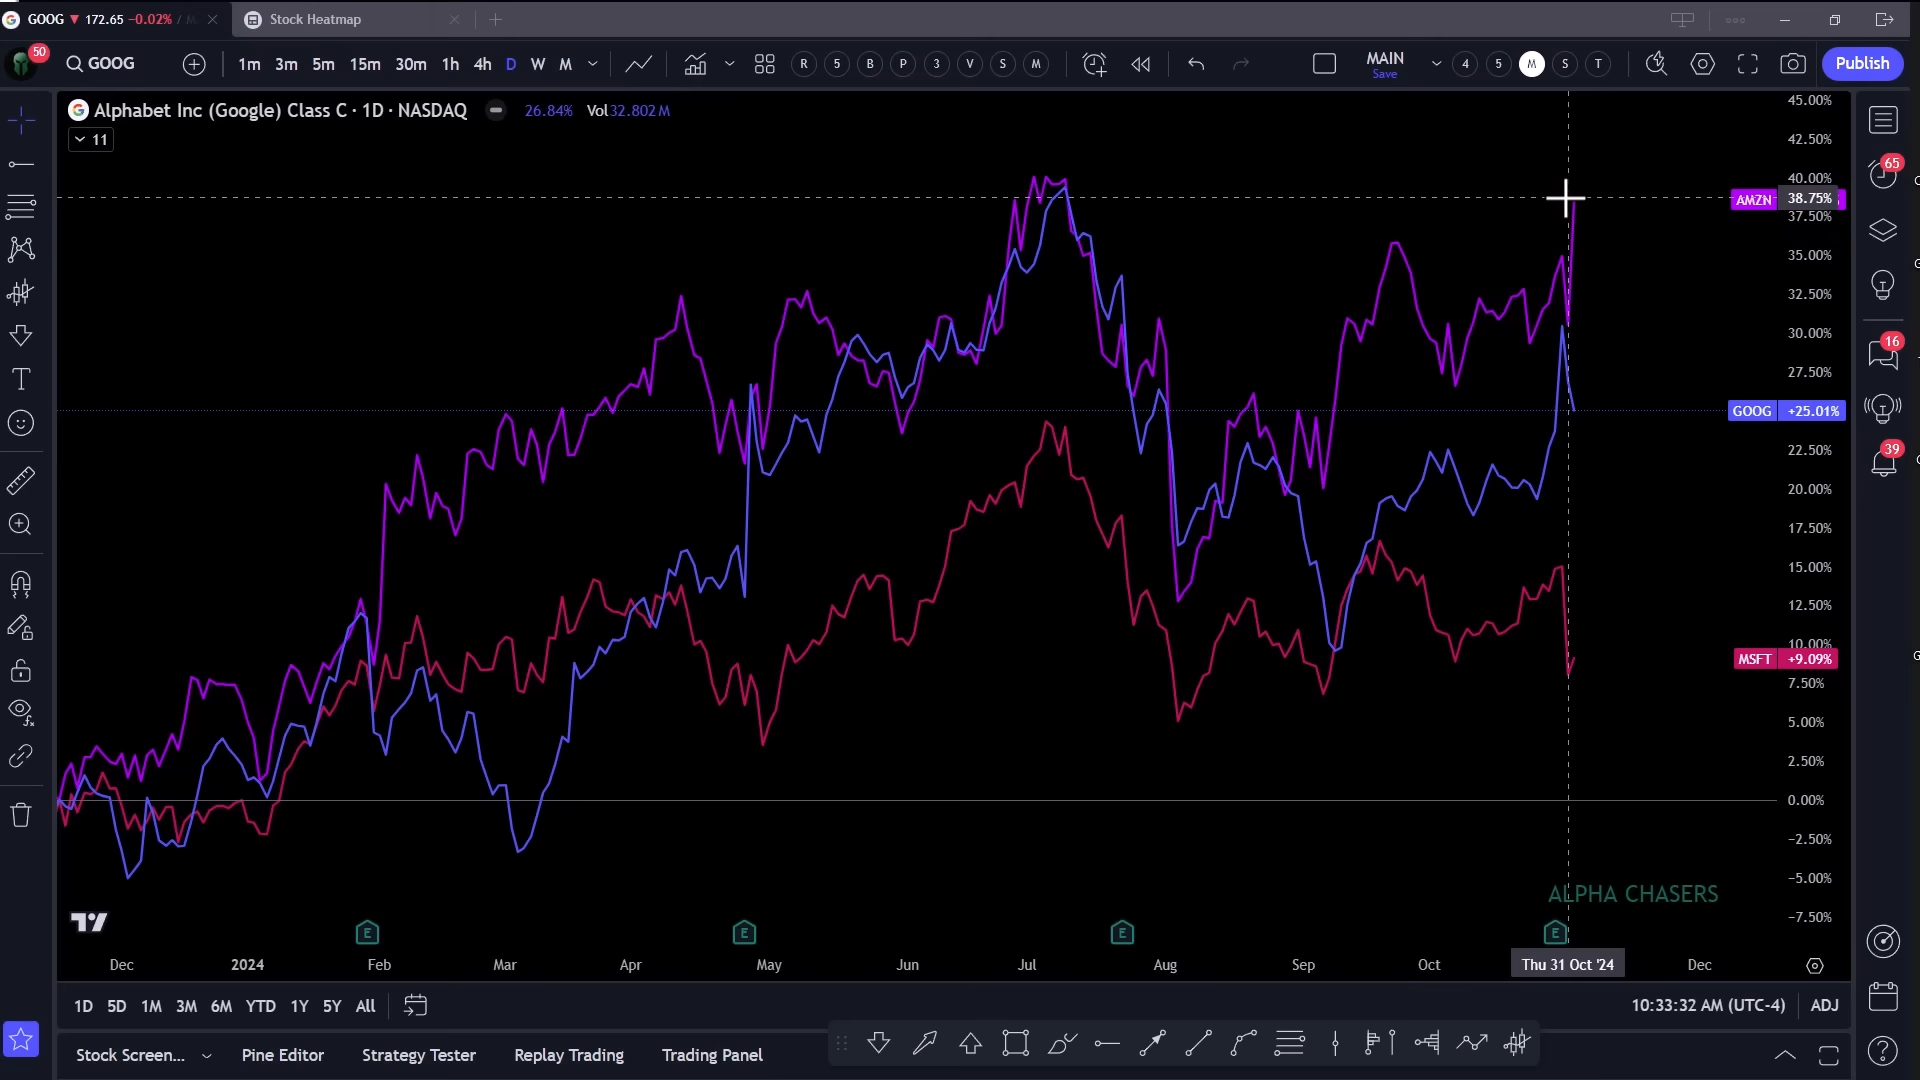 GOOG ▼ 172.65 −0.02% /
Stock Heatmap
50
GOOG
1m 3m 5m 15m 30m 1h 4h D W M
R 5 B P 3 V S M
MAIN
Save
4 5 M S T
Publish
Alphabet Inc (Google) Class C · 1D · NASDAQ
26.84% Vol 32.802 M
11
45.00%
42.50%
40.00%
AMZN 38.75%
37.50%
35.00%
32.50%
30.00%
27.50%
GOOG +25.01%
22.50%
20.00%
17.50%
15.00%
12.50%
10.00%
MSFT +9.09%
7.50%
5.00%
2.50%
0.00%
−2.50%
−5.00%
−7.50%
65
16
39
ALPHA CHASERS
E E E E
Dec 2024 Feb Mar Apr May Jun Jul Aug Sep Oct Thu 31 Oct '24 Dec
1D 5D 1M 3M 6M YTD 1Y 5Y All
10:33:32 AM (UTC-4) ADJ
Stock Screen... Pine Editor Strategy Tester Replay Trading Trading Panel